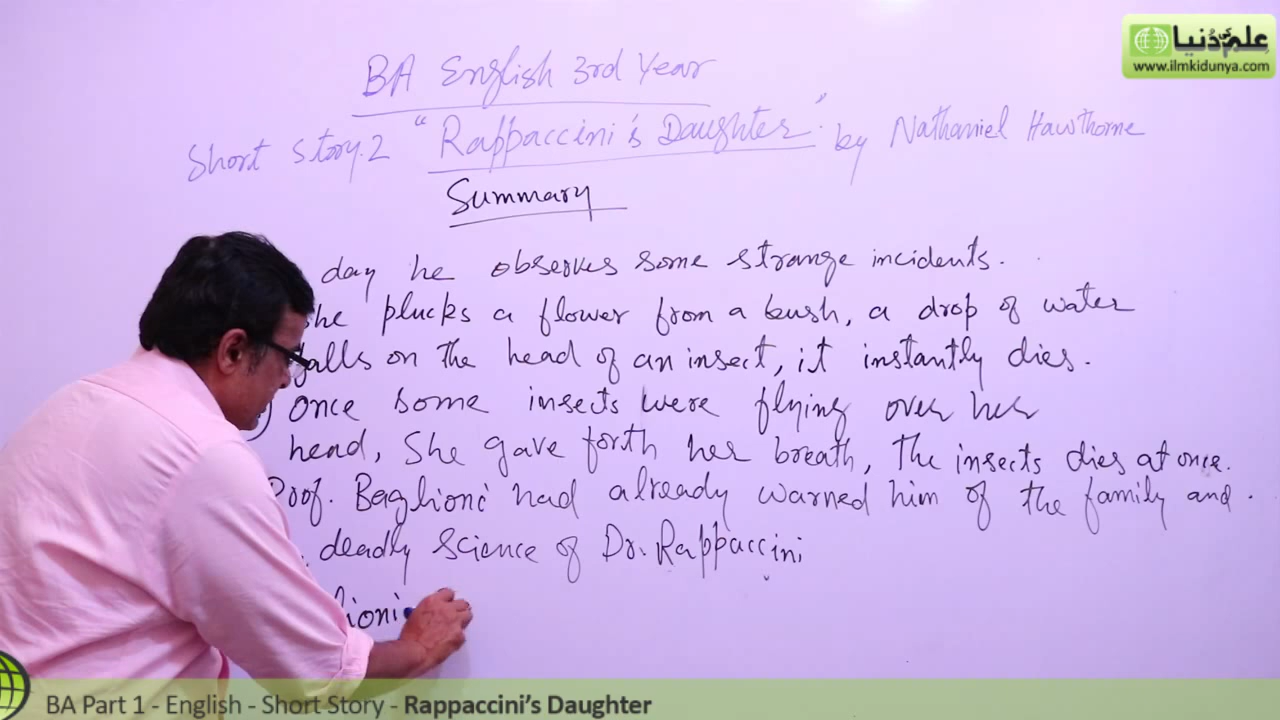 علم کی دُنیا
www.ilmkidunya.com
BA English 3rd Year
Short Story.2 "Rappaccini's Daughter" by Nathaniel Hawthorne
Summary
day he observes some strange incidents.
she plucks a flower from a bush, a drop of water
falls on the head of an insect, it instantly dies.
Once some insects were flying over her
head, She gave forth her breath, The insects dies at once.
Prof. Baglioni had already warned him of the family and
deadly science of Dr. Rappaccini
lioni
BA Part 1 - English - Short Story - Rappaccini's Daughter